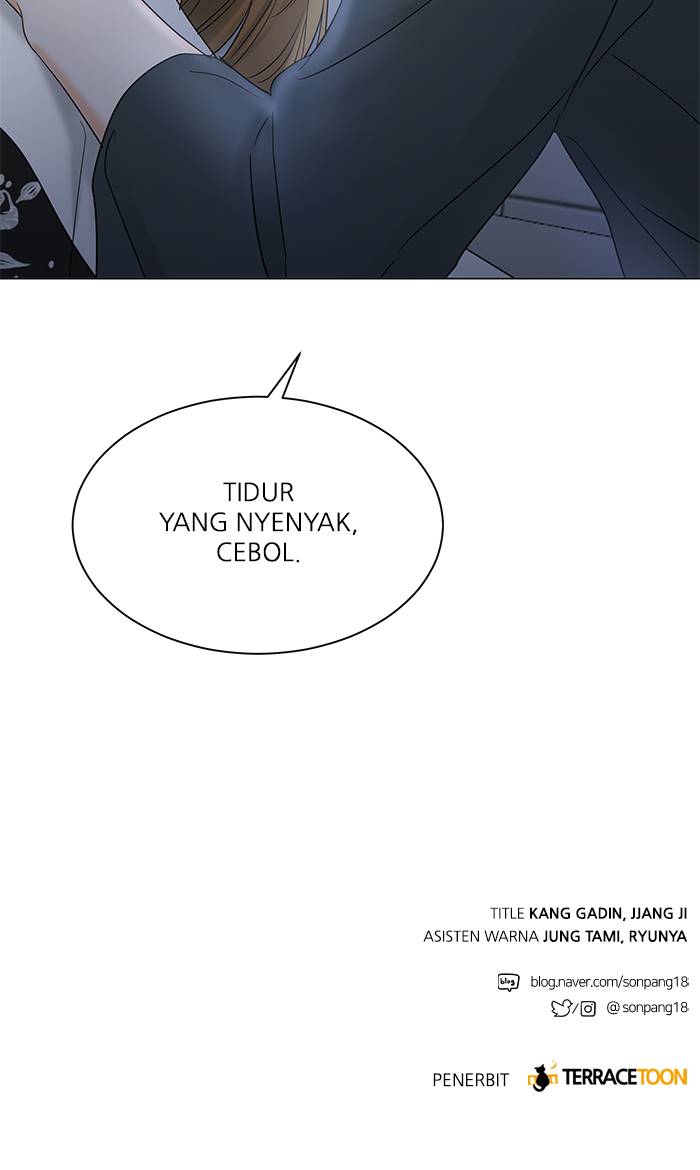 TIDUR
YANG NYENYAK,
CEBOL.
TITLE KANG GADIN, JJANG JI
ASISTEN WARNA JUNG TAMI, RYUNYA
blog blog.naver.com/sonpang18
/ @sonpang18
PENERBIT TERRACETOON